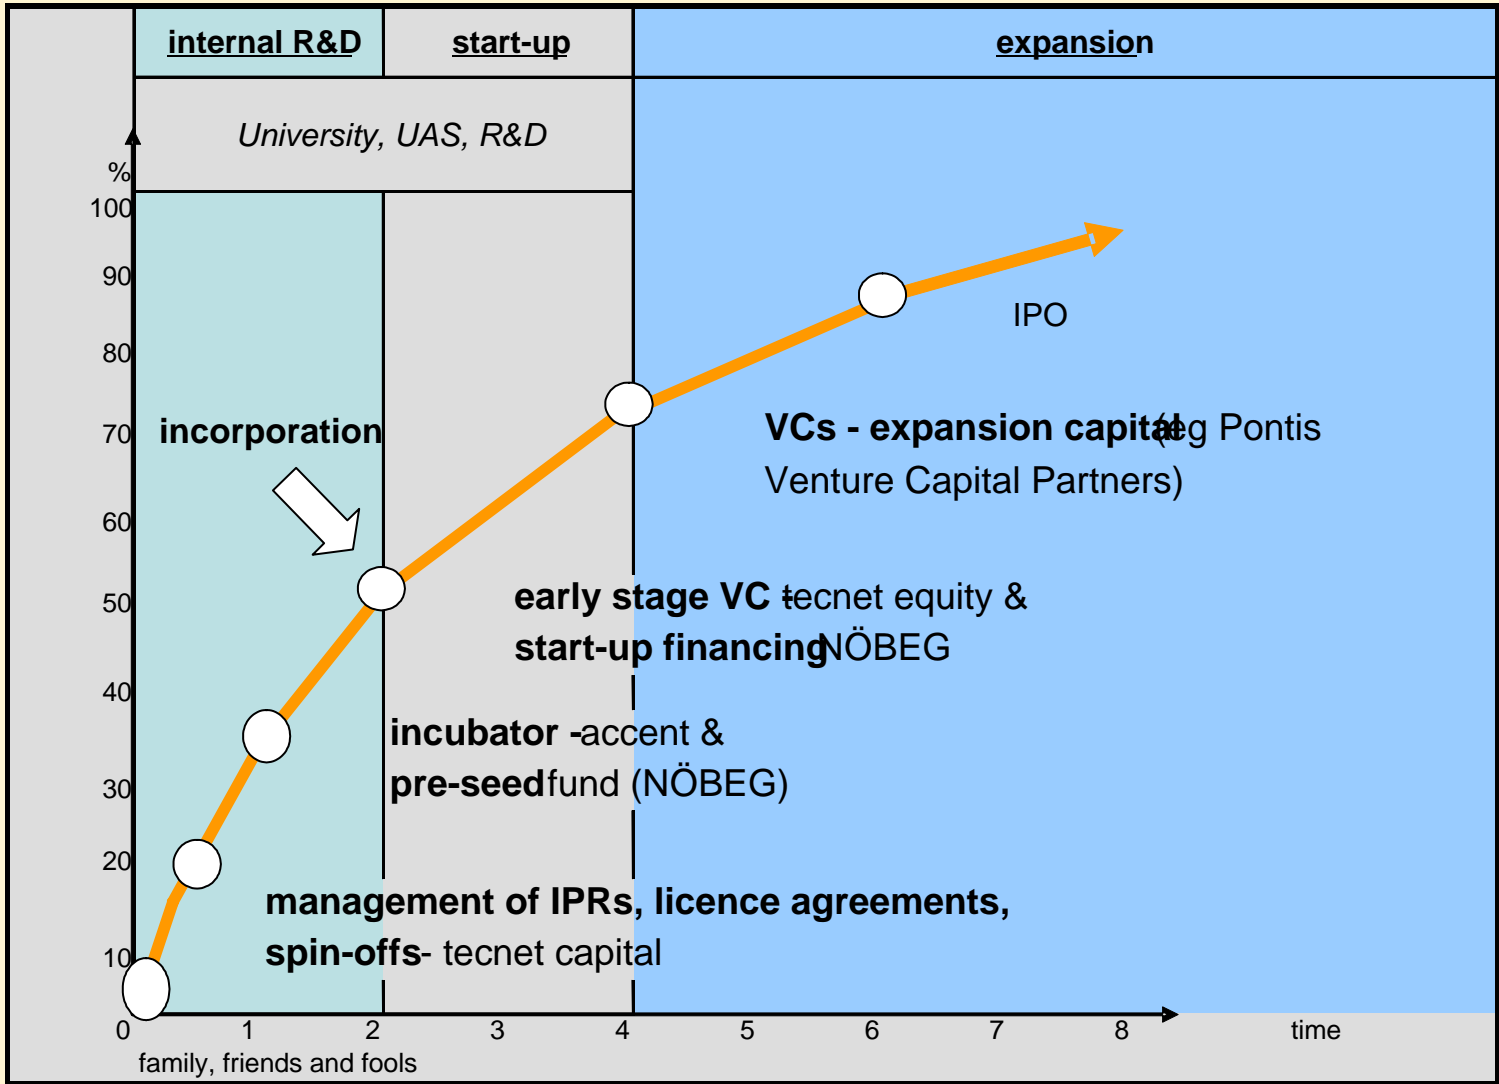 internal R&D start-up expansion
University, UAS, R&D
%
100
90
80
70
60
50
40
30
20
10
IPO
incorporation
VCs - expansion capital (eg Pontis
Venture Capital Partners)
early stage VC - tecnet equity &
start-up financing NÖBEG
incubator - accent &
pre-seed fund (NÖBEG)
management of IPRs, licence agreements,
spin-offs - tecnet capital
0 1 2 3 4 5 6 7 8 time
family, friends and fools